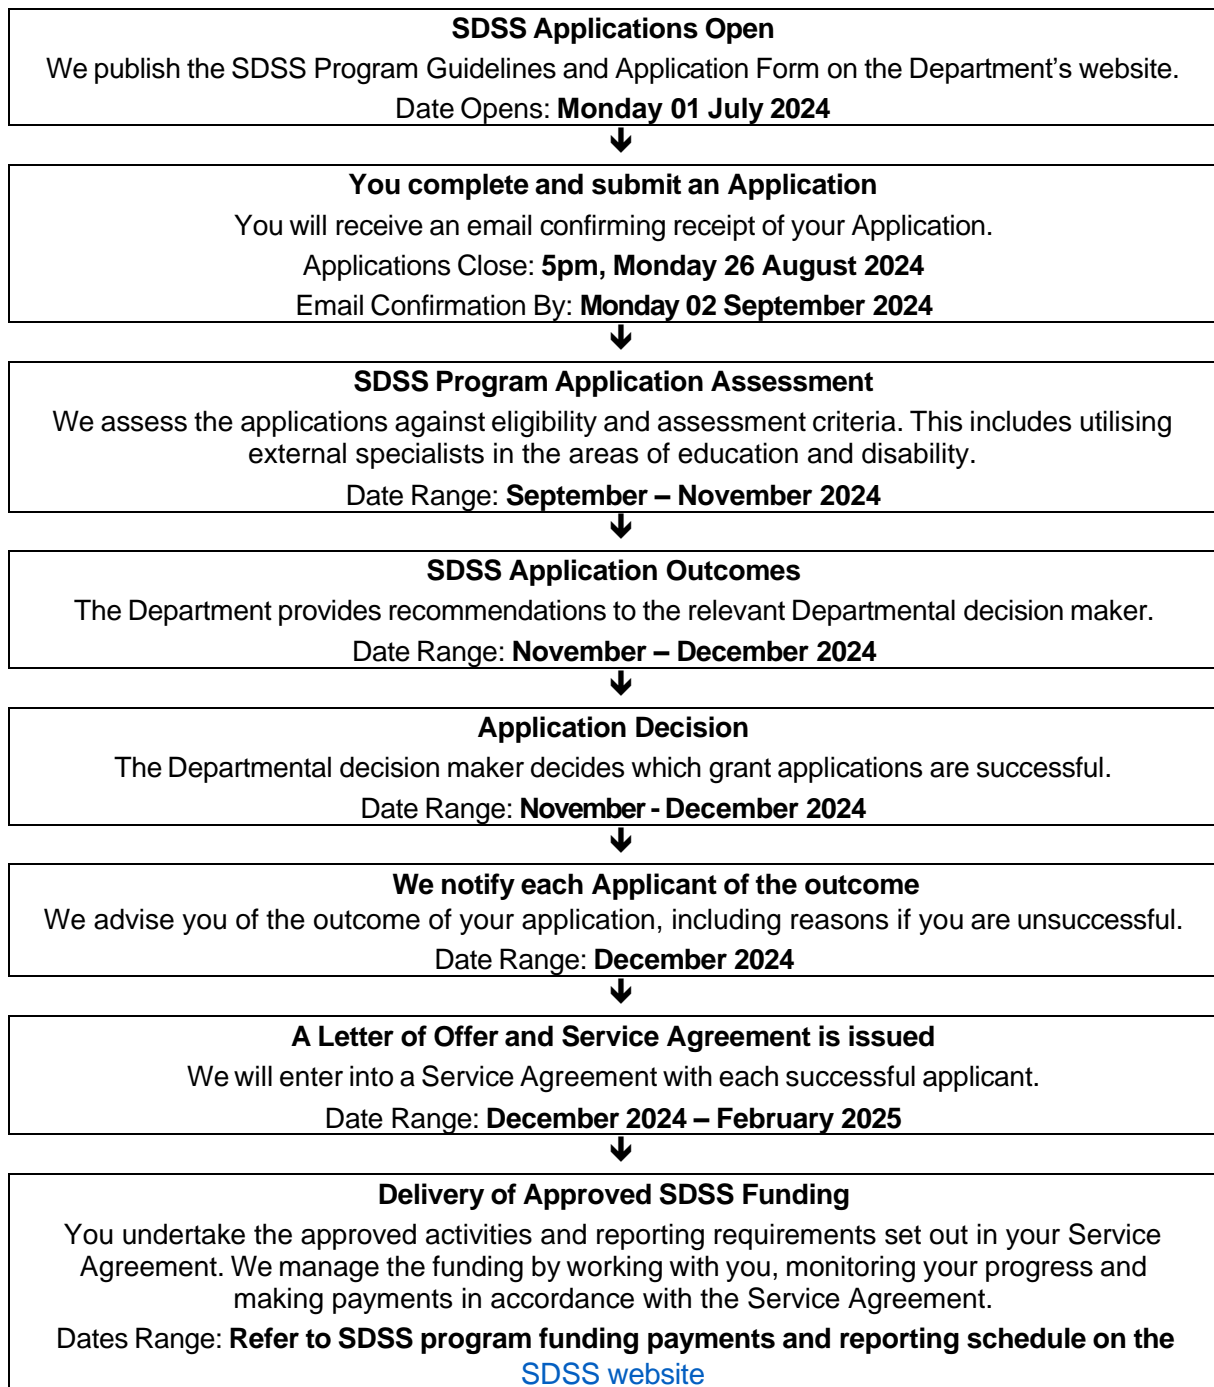 SDSS Applications Open
We publish the SDSS Program Guidelines and Application Form on the Department’s website.
Date Opens: Monday 01 July 2024
🡻
You complete and submit an Application
You will receive an email confirming receipt of your Application.
Applications Close: 5pm, Monday 26 August 2024
Email Confirmation By: Monday 02 September 2024
🡻
SDSS Program Application Assessment
We assess the applications against eligibility and assessment criteria. This includes utilising
external specialists in the areas of education and disability.
Date Range: September – November 2024
🡻
SDSS Application Outcomes
The Department provides recommendations to the relevant Departmental decision maker.
Date Range: November – December 2024
🡻
Application Decision
The Departmental decision maker decides which grant applications are successful.
Date Range: November - December 2024
🡻
We notify each Applicant of the outcome
We advise you of the outcome of your application, including reasons if you are unsuccessful.
Date Range: December 2024
🡻
A Letter of Offer and Service Agreement is issued
We will enter into a Service Agreement with each successful applicant.
Date Range: December 2024 – February 2025
🡻
Delivery of Approved SDSS Funding
You undertake the approved activities and reporting requirements set out in your Service
Agreement. We manage the funding by working with you, monitoring your progress and
making payments in accordance with the Service Agreement.
Dates Range: Refer to SDSS program funding payments and reporting schedule on the
SDSS website